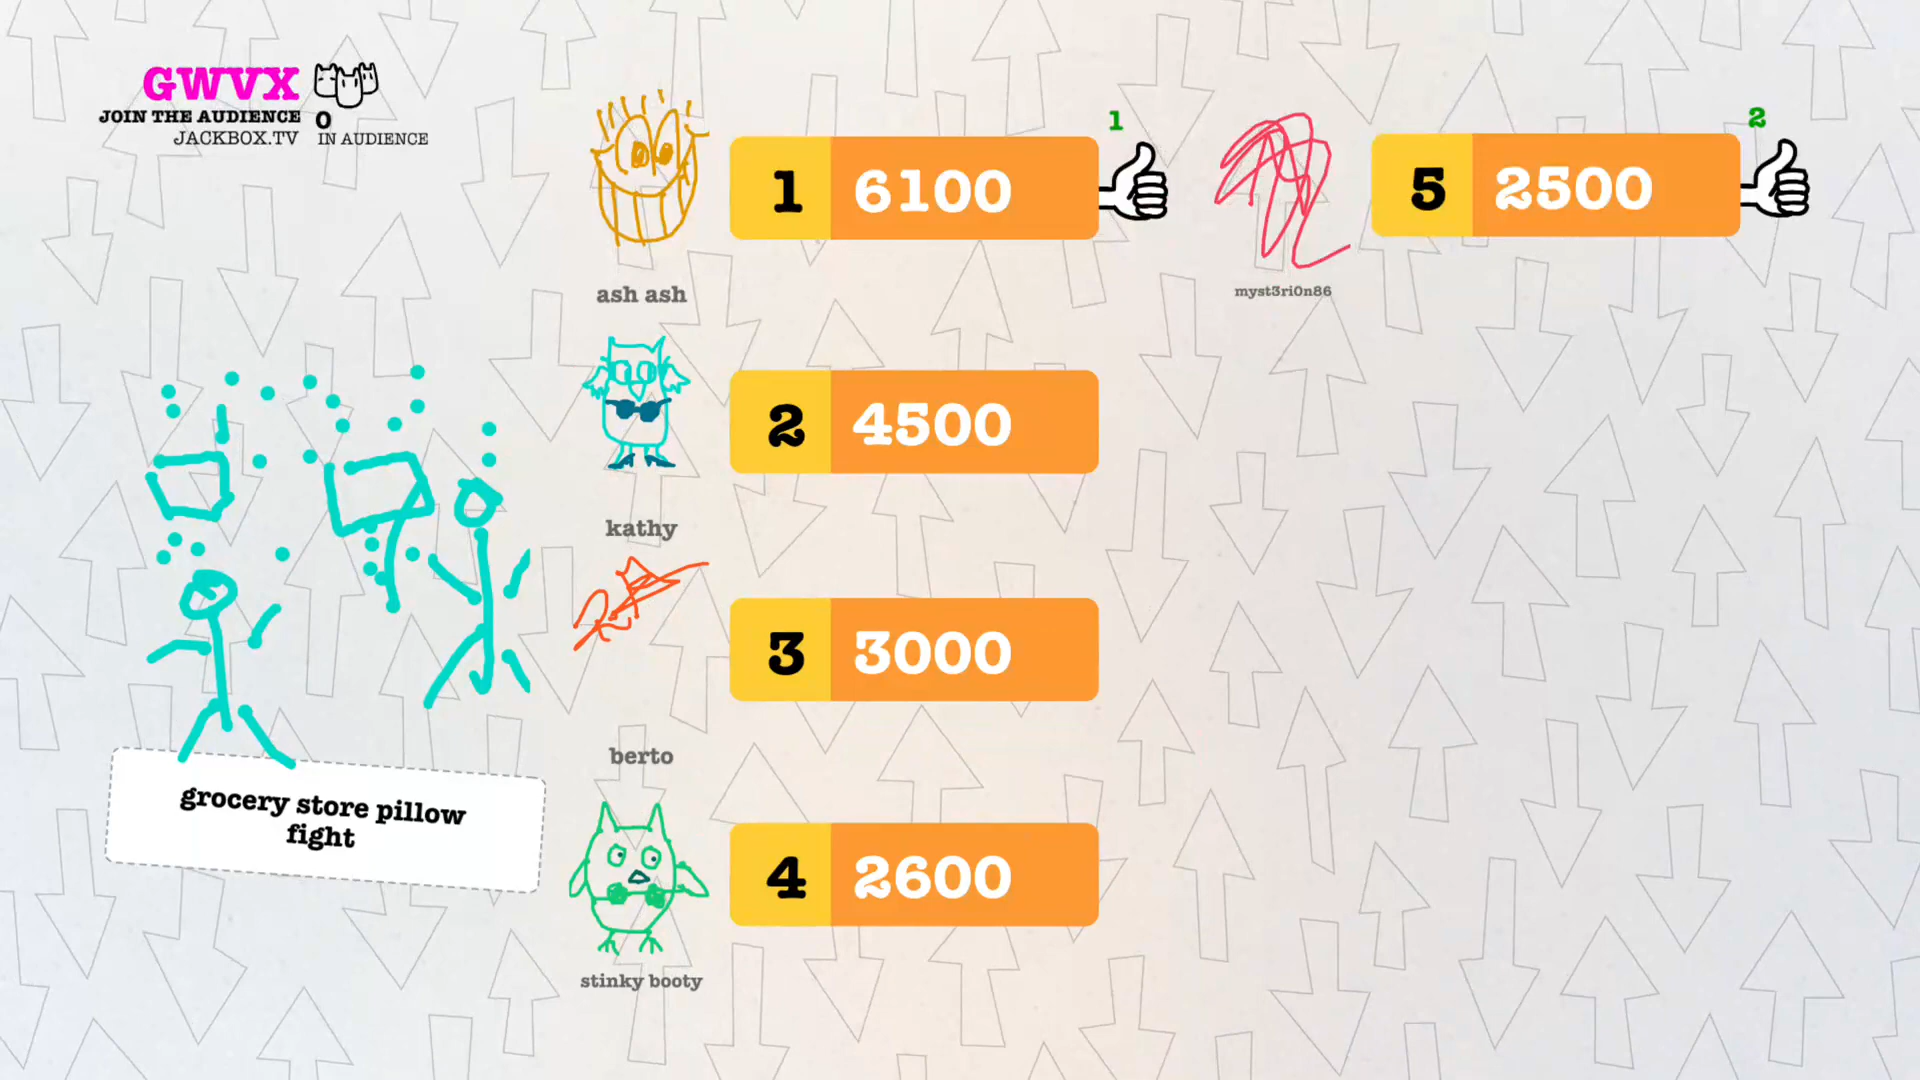 GWVX
JOIN THE AUDIENCE
JACKBOX.TV
0
IN AUDIENCE
grocery store pillow
fight
1 6100
1
ash ash
2 4500
kathy
3 3000
berto
4 2600
stinky booty
5 2500
2
myst3ri0n86